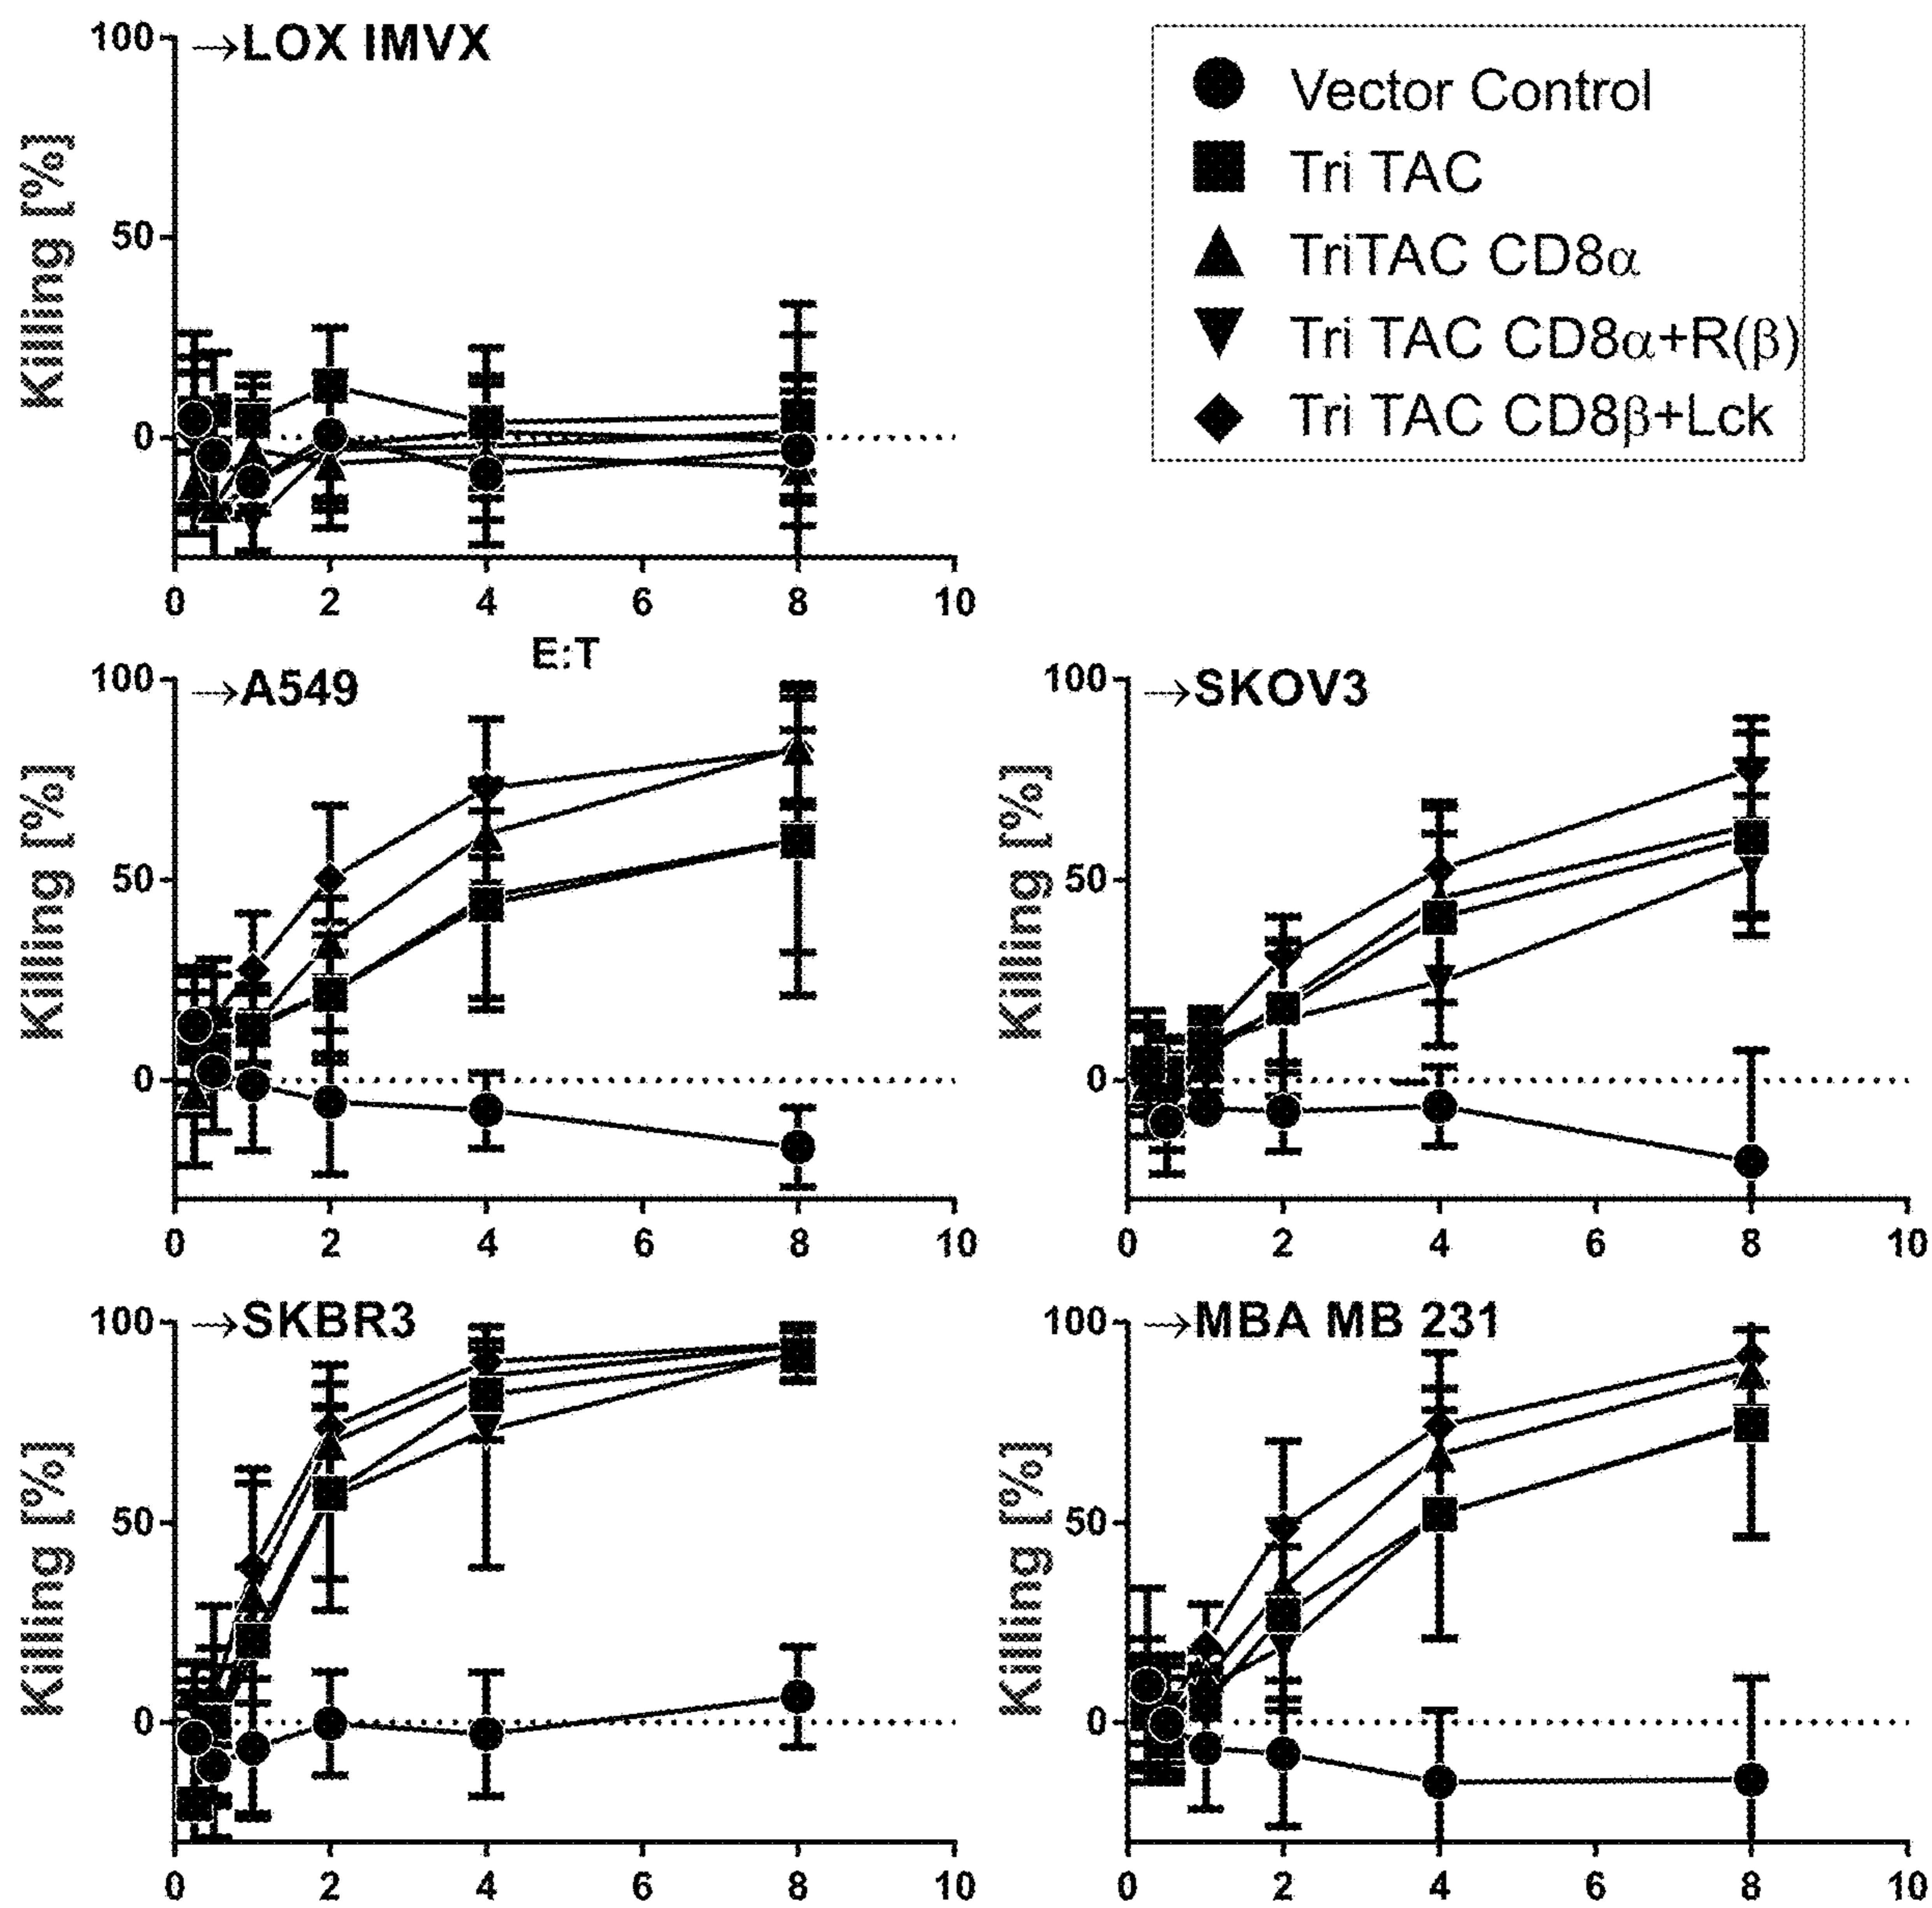 →LOX IMVX
Killing [%]
100
50
0
0 2 4 6 8 10
E:T
Vector Control
Tri TAC
TriTAC CD8α
Tri TAC CD8α+R(β)
Tri TAC CD8β+Lck
→A549
Killing [%]
100
50
0
0 2 4 6 8 10
→SKOV3
Killing [%]
100
50
0
0 2 4 6 8 10
→SKBR3
Killing [%]
100
50
0
0 2 4 6 8 10
→MBA MB 231
Killing [%]
100
50
0
0 2 4 6 8 10